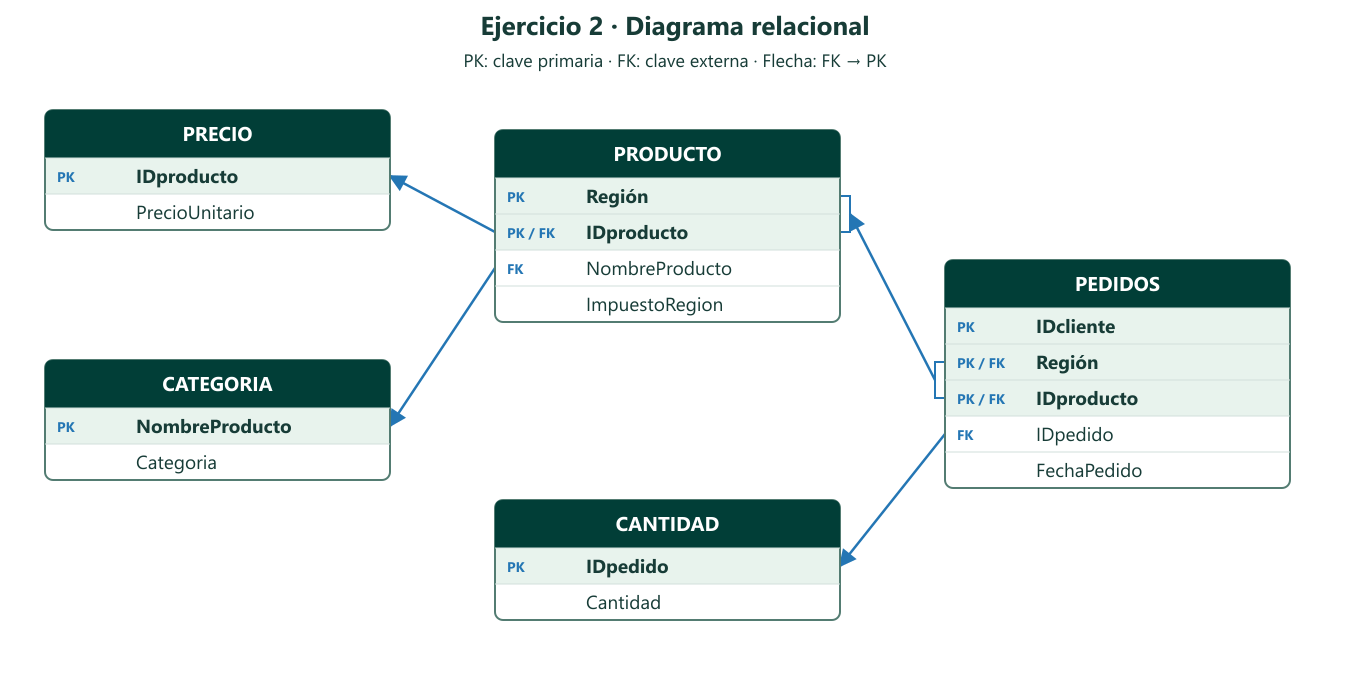 Ejercicio 2 · Diagrama relacional
PK: clave primaria · FK: clave externa · Flecha: FK → PK
PRECIO
PK IDproducto
PrecioUnitario
PRODUCTO
PK Región
PK / FK IDproducto
FK NombreProducto
ImpuestoRegion
PEDIDOS
PK IDcliente
PK / FK Región
PK / FK IDproducto
FK IDpedido
FechaPedido
CATEGORIA
PK NombreProducto
Categoria
CANTIDAD
PK IDpedido
Cantidad